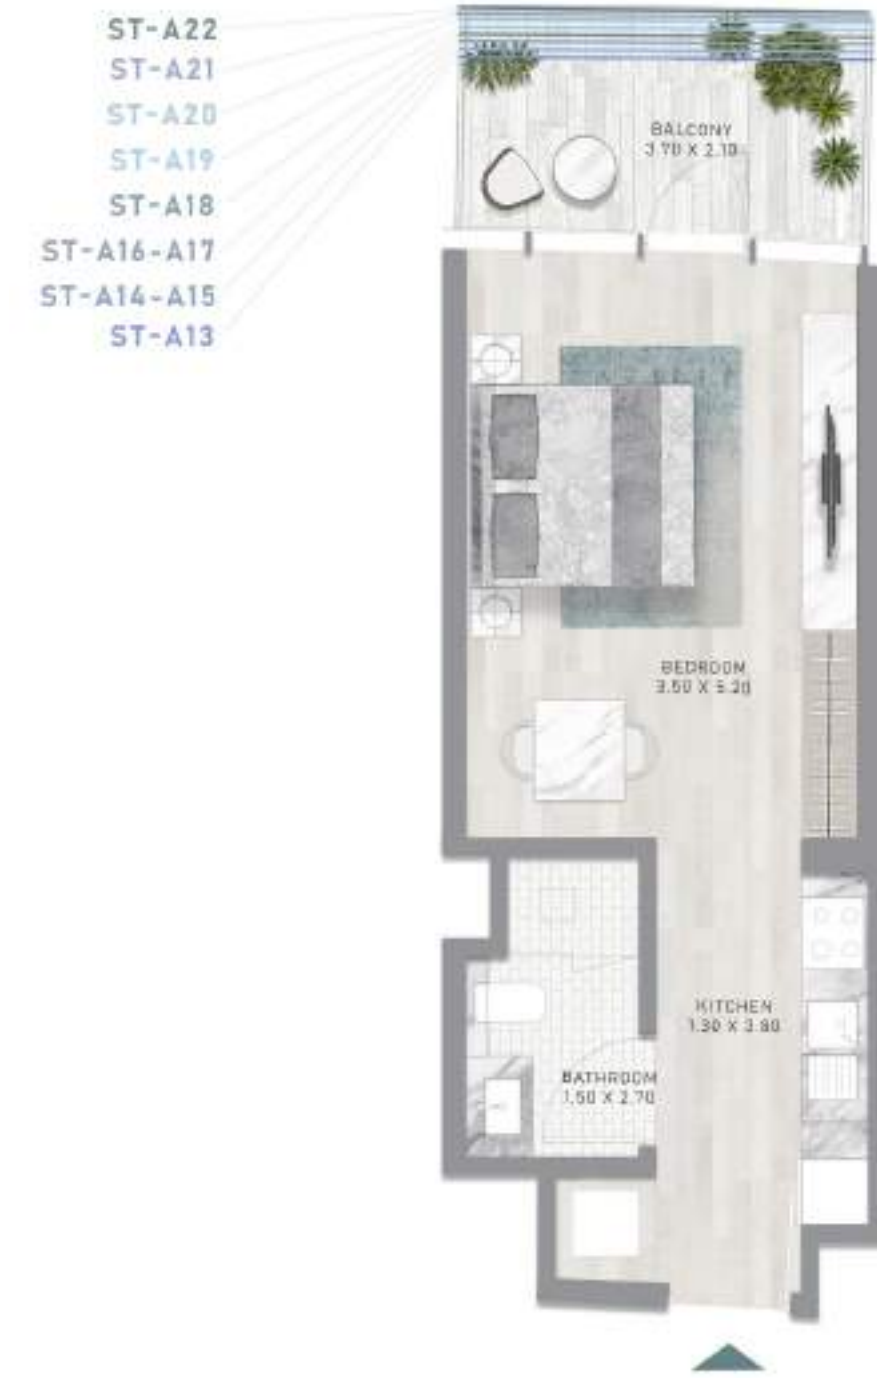 ST-A22
ST-A21
ST-A20
ST-A19
ST-A18
ST-A16-A17
ST-A14-A15
ST-A13
BALCONY
3.70 X 2.10
BEDROOM
3.50 X 5.20
KITCHEN
1.30 X 3.80
BATHROOM
1.50 X 2.70